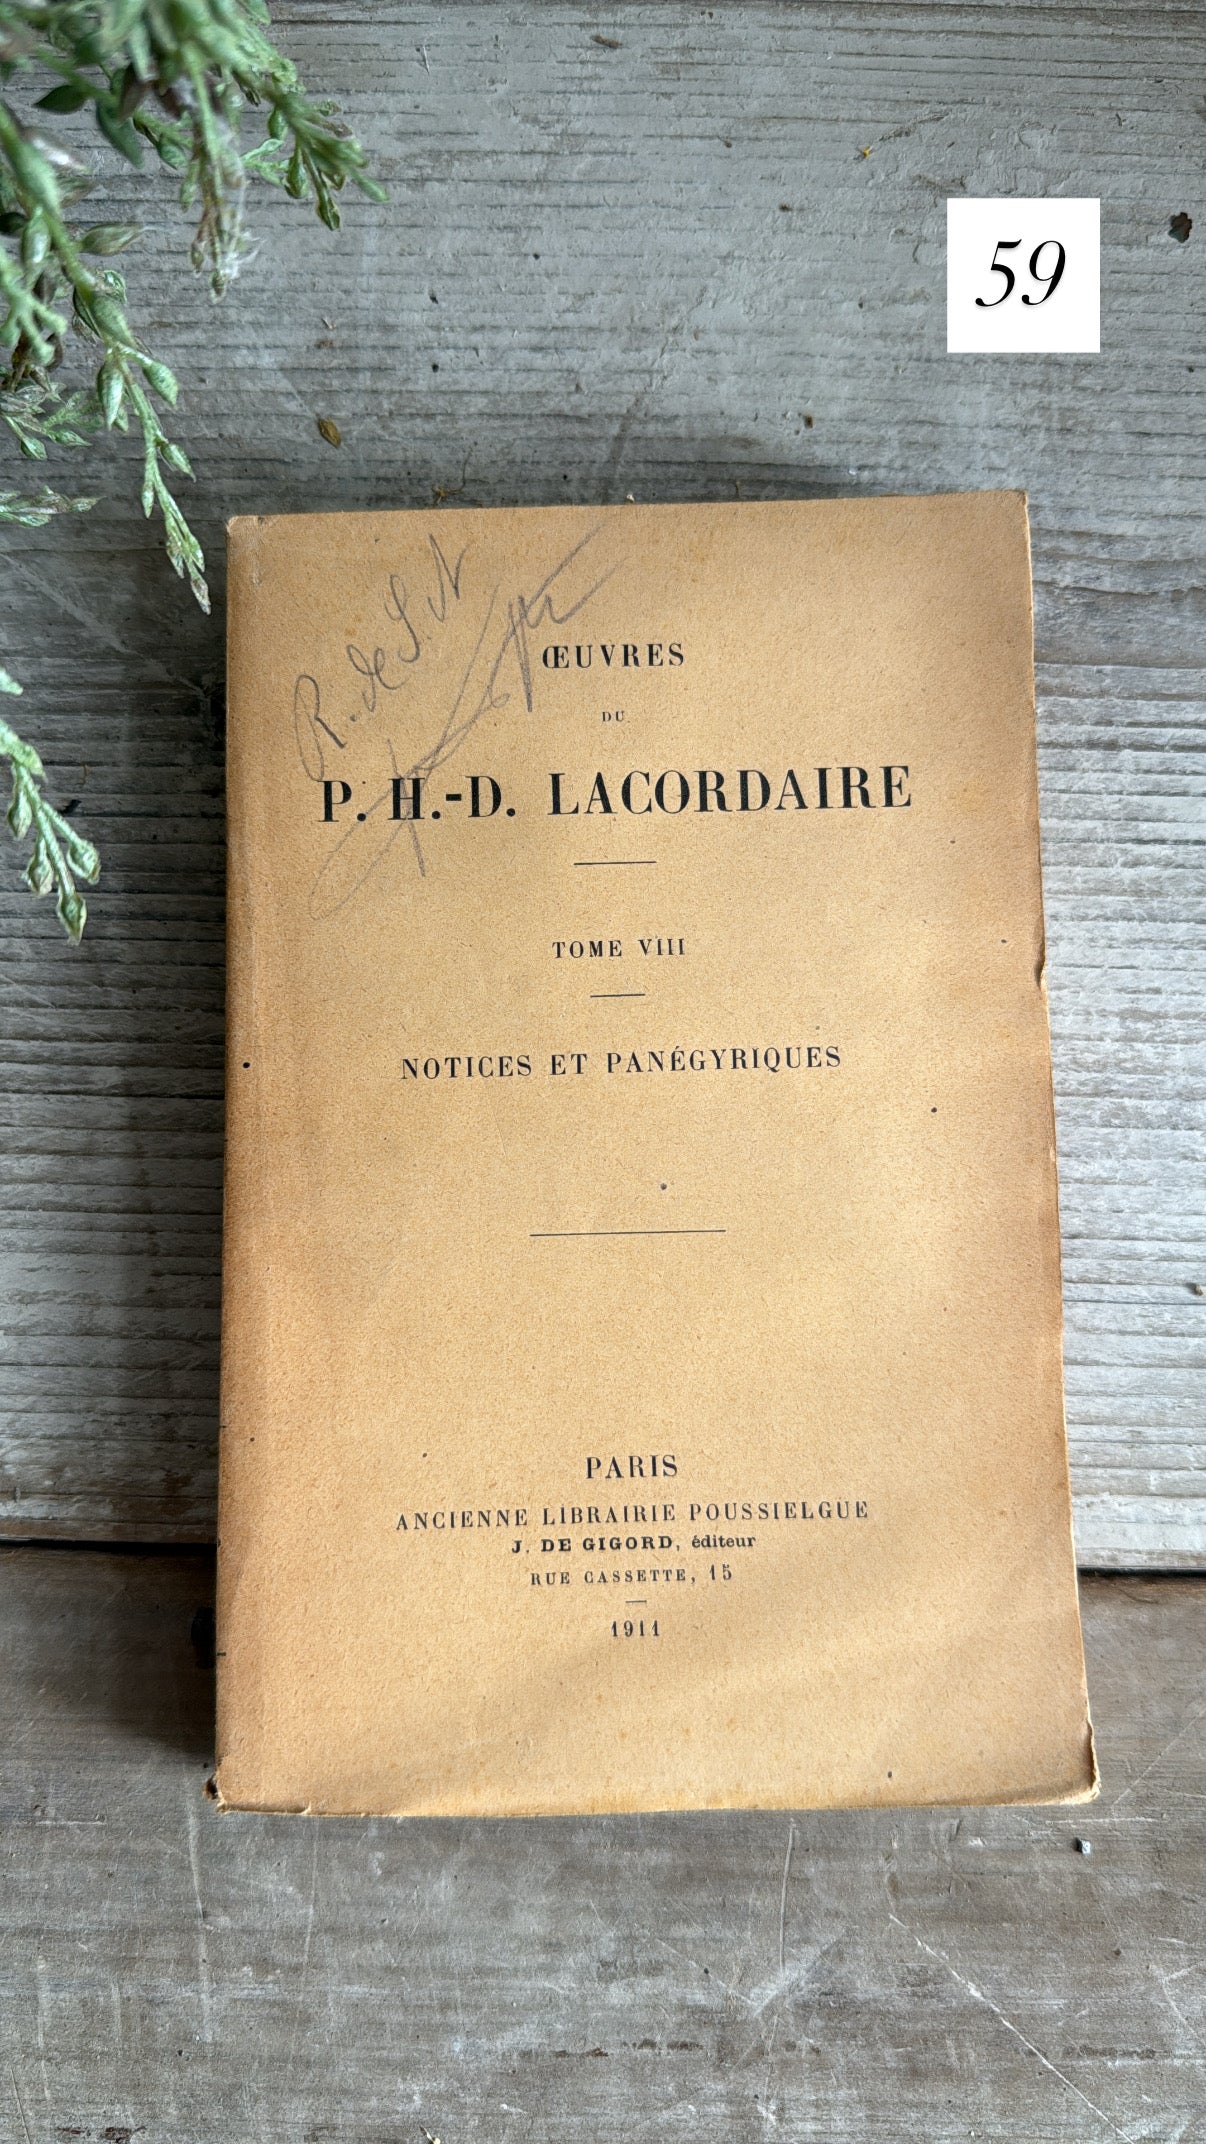 59
R. de S. N
ŒUVRES
DU
P. H.-D. LACORDAIRE
TOME VIII
NOTICES ET PANÉGYRIQUES
PARIS
ANCIENNE LIBRAIRIE POUSSIELGUE
J. DE GIGORD, éditeur
RUE CASSETTE, 15
1911